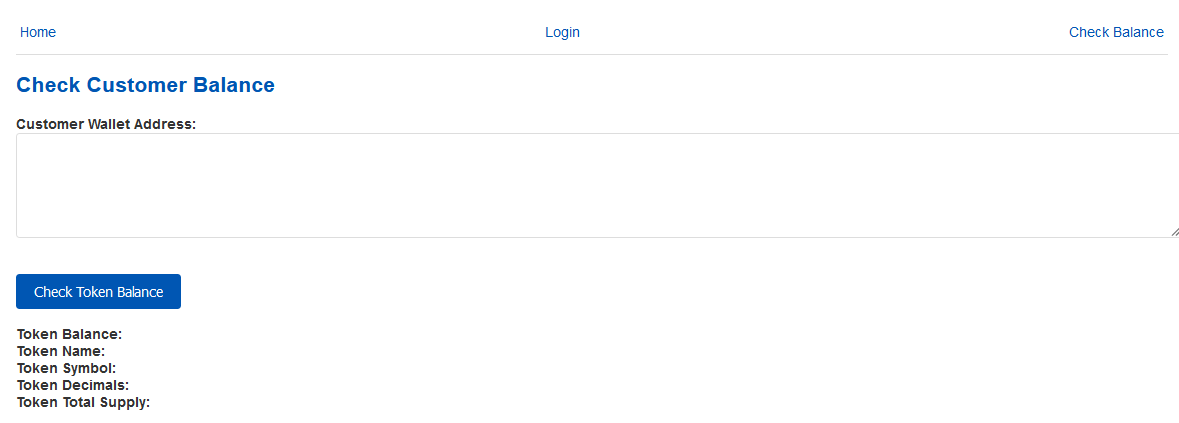 Home Login Check Balance
Check Customer Balance
Customer Wallet Address:
Check Token Balance
Token Balance:
Token Name:
Token Symbol:
Token Decimals:
Token Total Supply: